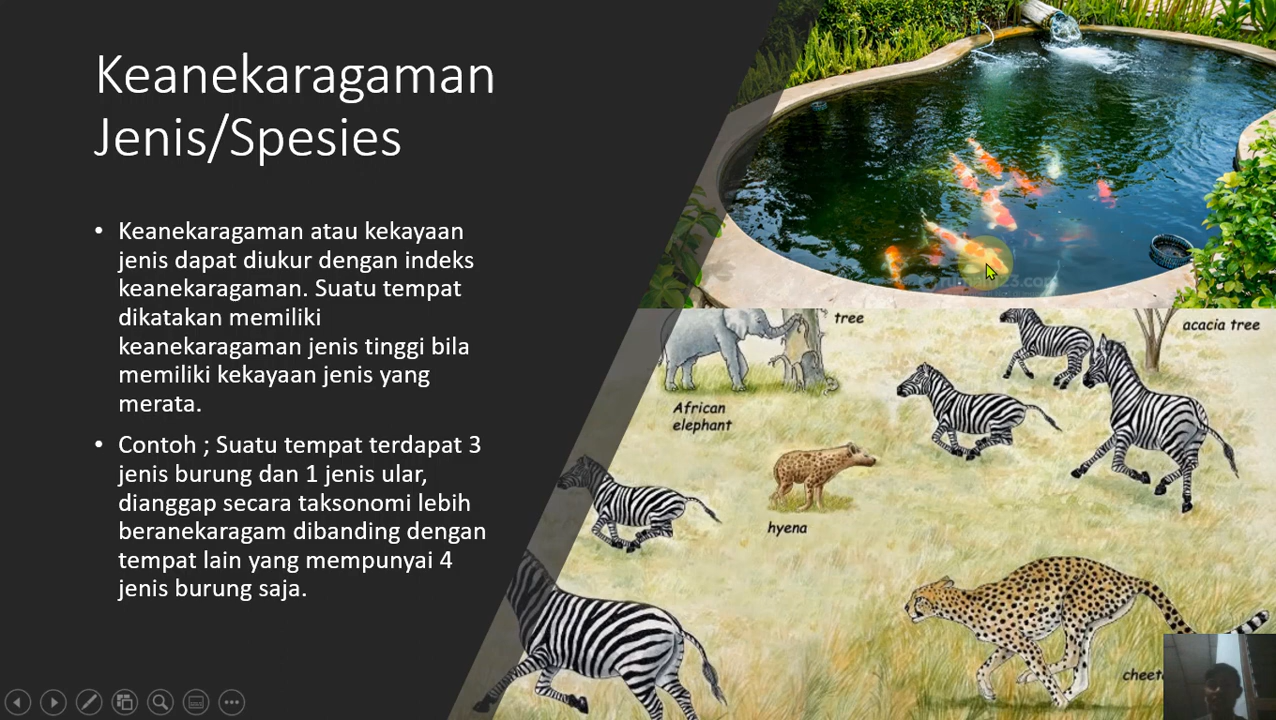 Keanekaragaman
Jenis/Spesies
• Keanekaragaman atau kekayaan
jenis dapat diukur dengan indeks
keanekaragaman. Suatu tempat
dikatakan memiliki
keanekaragaman jenis tinggi bila
memiliki kekayaan jenis yang
merata.
• Contoh ; Suatu tempat terdapat 3
jenis burung dan 1 jenis ular,
dianggap secara taksonomi lebih
beranekaragam dibanding dengan
tempat lain yang mempunyai 4
jenis burung saja.
tree
acacia tree
African
elephant
hyena